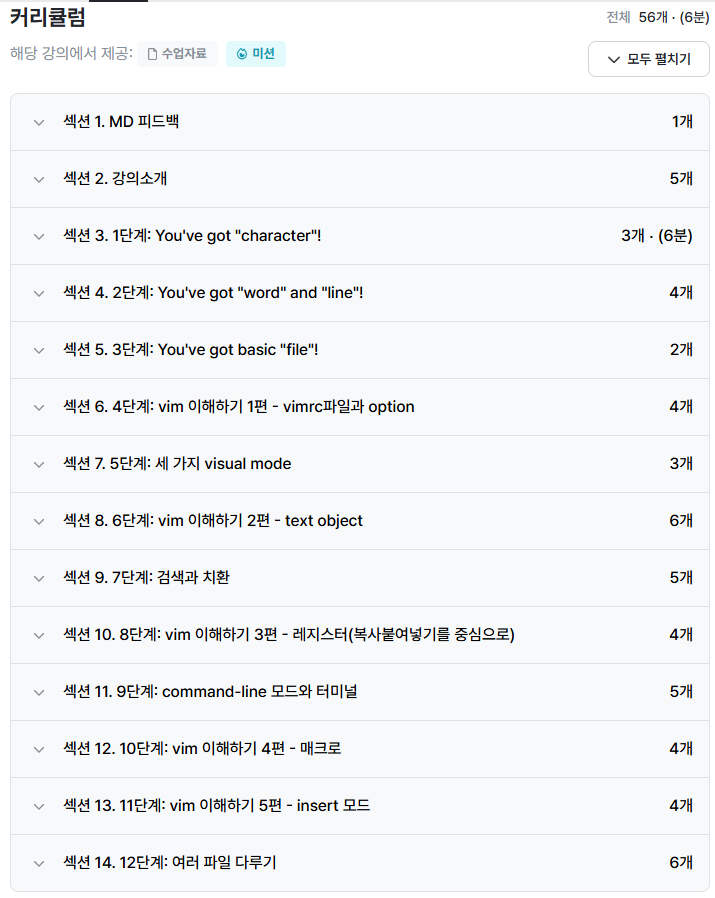 커리큘럼
전체 56개 · (6분)
해당 강의에서 제공: 수업자료 미션
모두 펼치기
섹션 1. MD 피드백 1개
섹션 2. 강의소개 5개
섹션 3. 1단계: You've got "character"! 3개 · (6분)
섹션 4. 2단계: You've got "word" and "line"! 4개
섹션 5. 3단계: You've got basic "file"! 2개
섹션 6. 4단계: vim 이해하기 1편 - vimrc파일과 option 4개
섹션 7. 5단계: 세 가지 visual mode 3개
섹션 8. 6단계: vim 이해하기 2편 - text object 6개
섹션 9. 7단계: 검색과 치환 5개
섹션 10. 8단계: vim 이해하기 3편 - 레지스터(복사붙여넣기를 중심으로) 4개
섹션 11. 9단계: command-line 모드와 터미널 5개
섹션 12. 10단계: vim 이해하기 4편 - 매크로 4개
섹션 13. 11단계: vim 이해하기 5편 - insert 모드 4개
섹션 14. 12단계: 여러 파일 다루기 6개